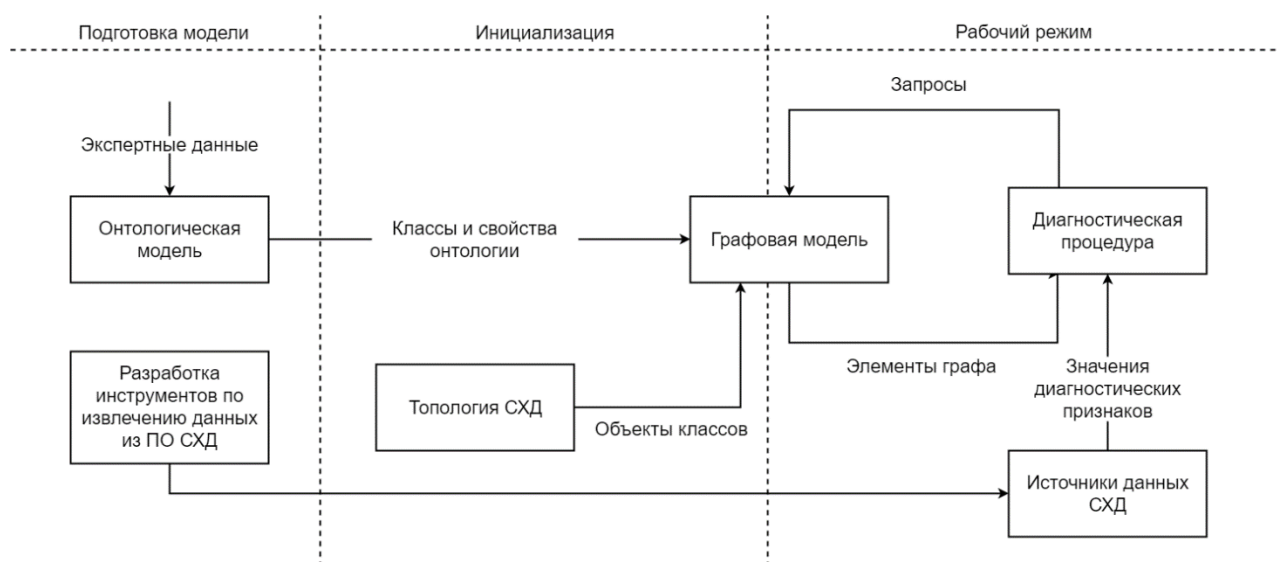 Подготовка модели
Инициализация
Рабочий режим
Запросы
Экспертные данные
Онтологическая
модель
Классы и свойства
онтологии
Графовая модель
Диагностическая
процедура
Разработка
инструментов по
извлечению данных
из ПО СХД
Топология СХД
Объекты классов
Элементы графа
Значения
диагностических
признаков
Источники данных
СХД